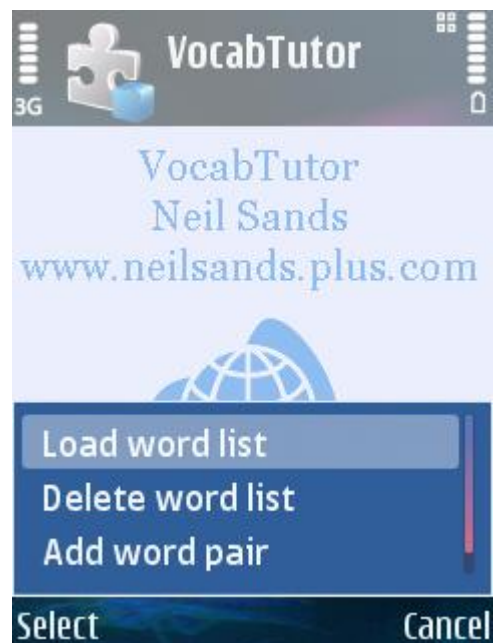 VocabTutor
3G
VocabTutor
Neil Sands
www.neilsands.plus.com
Load word list
Delete word list
Add word pair
Select Cancel